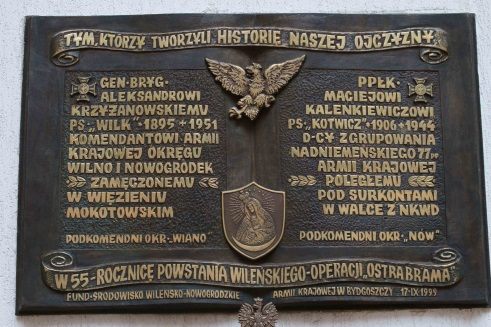 TYM, KTÓRZY TWORZYLI HISTORIĘ NASZEJ OJCZYZNY
GEN·BRYG·
ALEKSANDROWI
KRZYŻANOWSKIEMU
PS. „WILK" *1895 +1951
KOMENDANTOWI ARMII
KRAJOWEJ OKRĘGU
WILNO I NOWOGRÓDEK
ZAMĘCZONEMU
W WIĘZIENIU
MOKOTOWSKIM
PODKOMENDNI OKR·„WIANO"
PPŁK·
MACIEJOWI
KALENKIEWICZOWI
PS· „KOTWICZ" *1906 +1944
D-CY ZGRUPOWANIA
NADNIEMEŃSKIEGO 77 „
ARMII KRAJOWEJ
POLEGŁEMU
POD SURKONTAMI
W WALCE Z NKWD
PODKOMENDNI OKR·„NÓW"
W 55-ROCZNICĘ POWSTANIA WILEŃSKIEGO-OPERACJI „OSTRA BRAMA"
FUND·ŚRODOWISKO WILEŃSKO-NOWOGRÓDZKIE ARMII KRAJOWEJ W BYDGOSZCZY 17·IX 1999